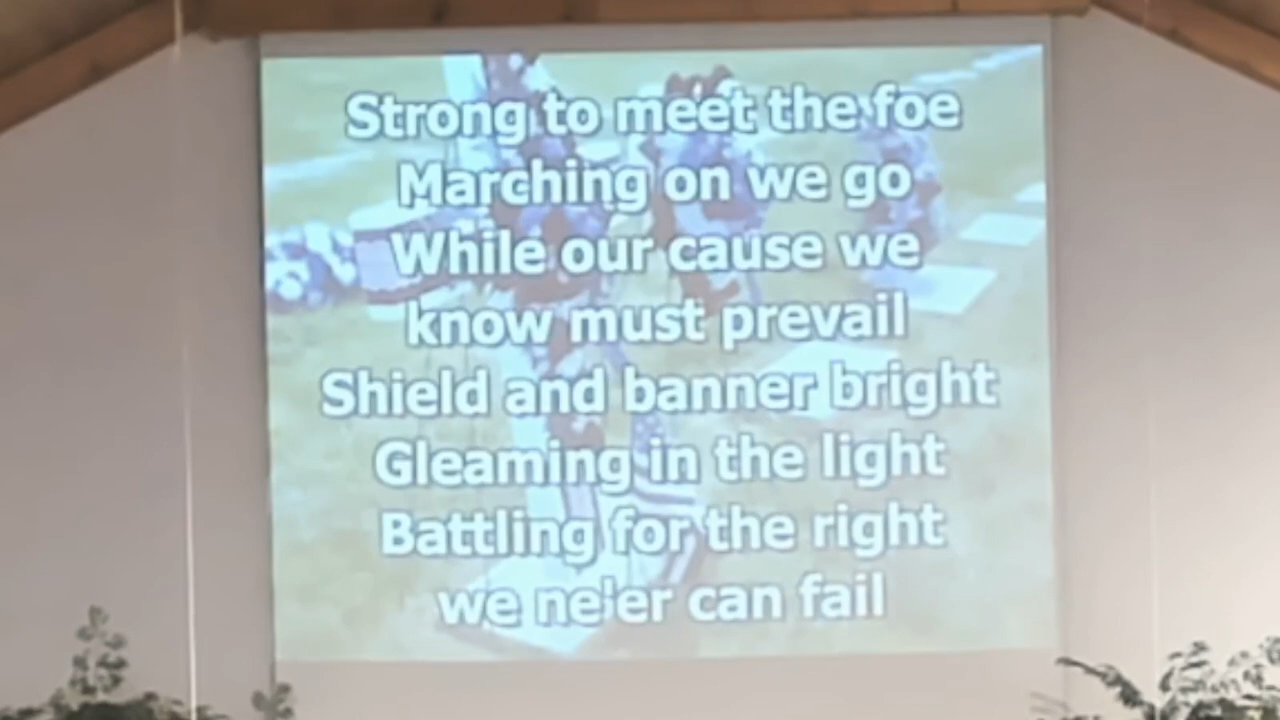 Strong to meet the foe
Marching on we go
While our cause we
know must prevail
Shield and banner bright
Gleaming in the light
Battling for the right
we ne'er can fail